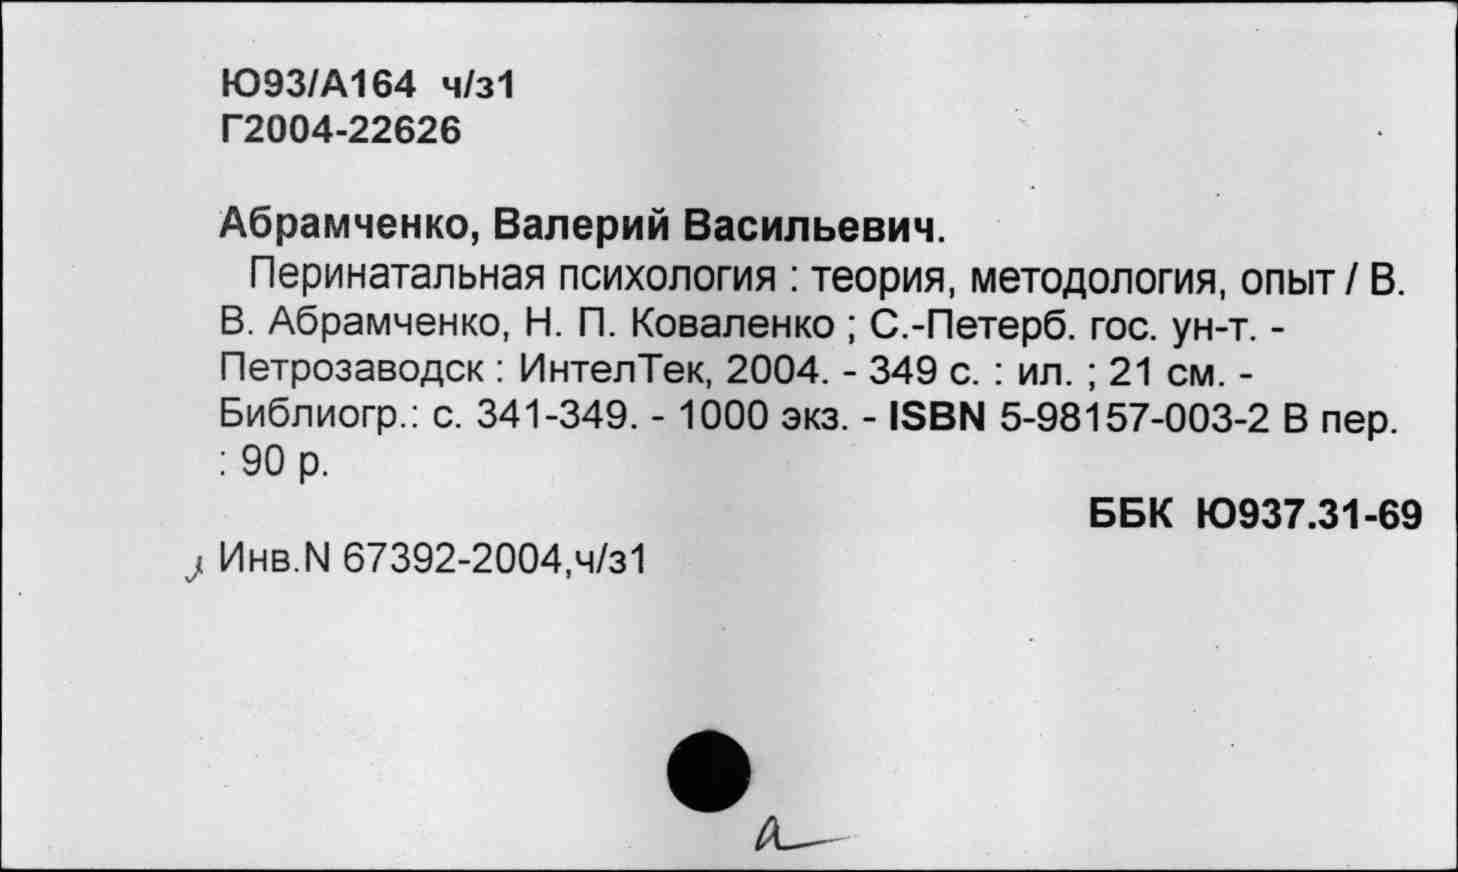 Ю93/А164 ч/з1
Г2004-22626
Абрамченко, Валерий Васильевич.
Перинатальная психология : теория, методология, опыт / В.
В. Абрамченко, Н. П. Коваленко ; С.-Петерб. гос. ун-т. -
Петрозаводск : ИнтелТек, 2004. - 349 с. : ил. ; 21 см. -
Библиогр.: с. 341-349. - 1000 экз. - ISBN 5-98157-003-2 В пер.
: 90 р.
ББК Ю937.31-69
Инв.N 67392-2004,ч/з1
а